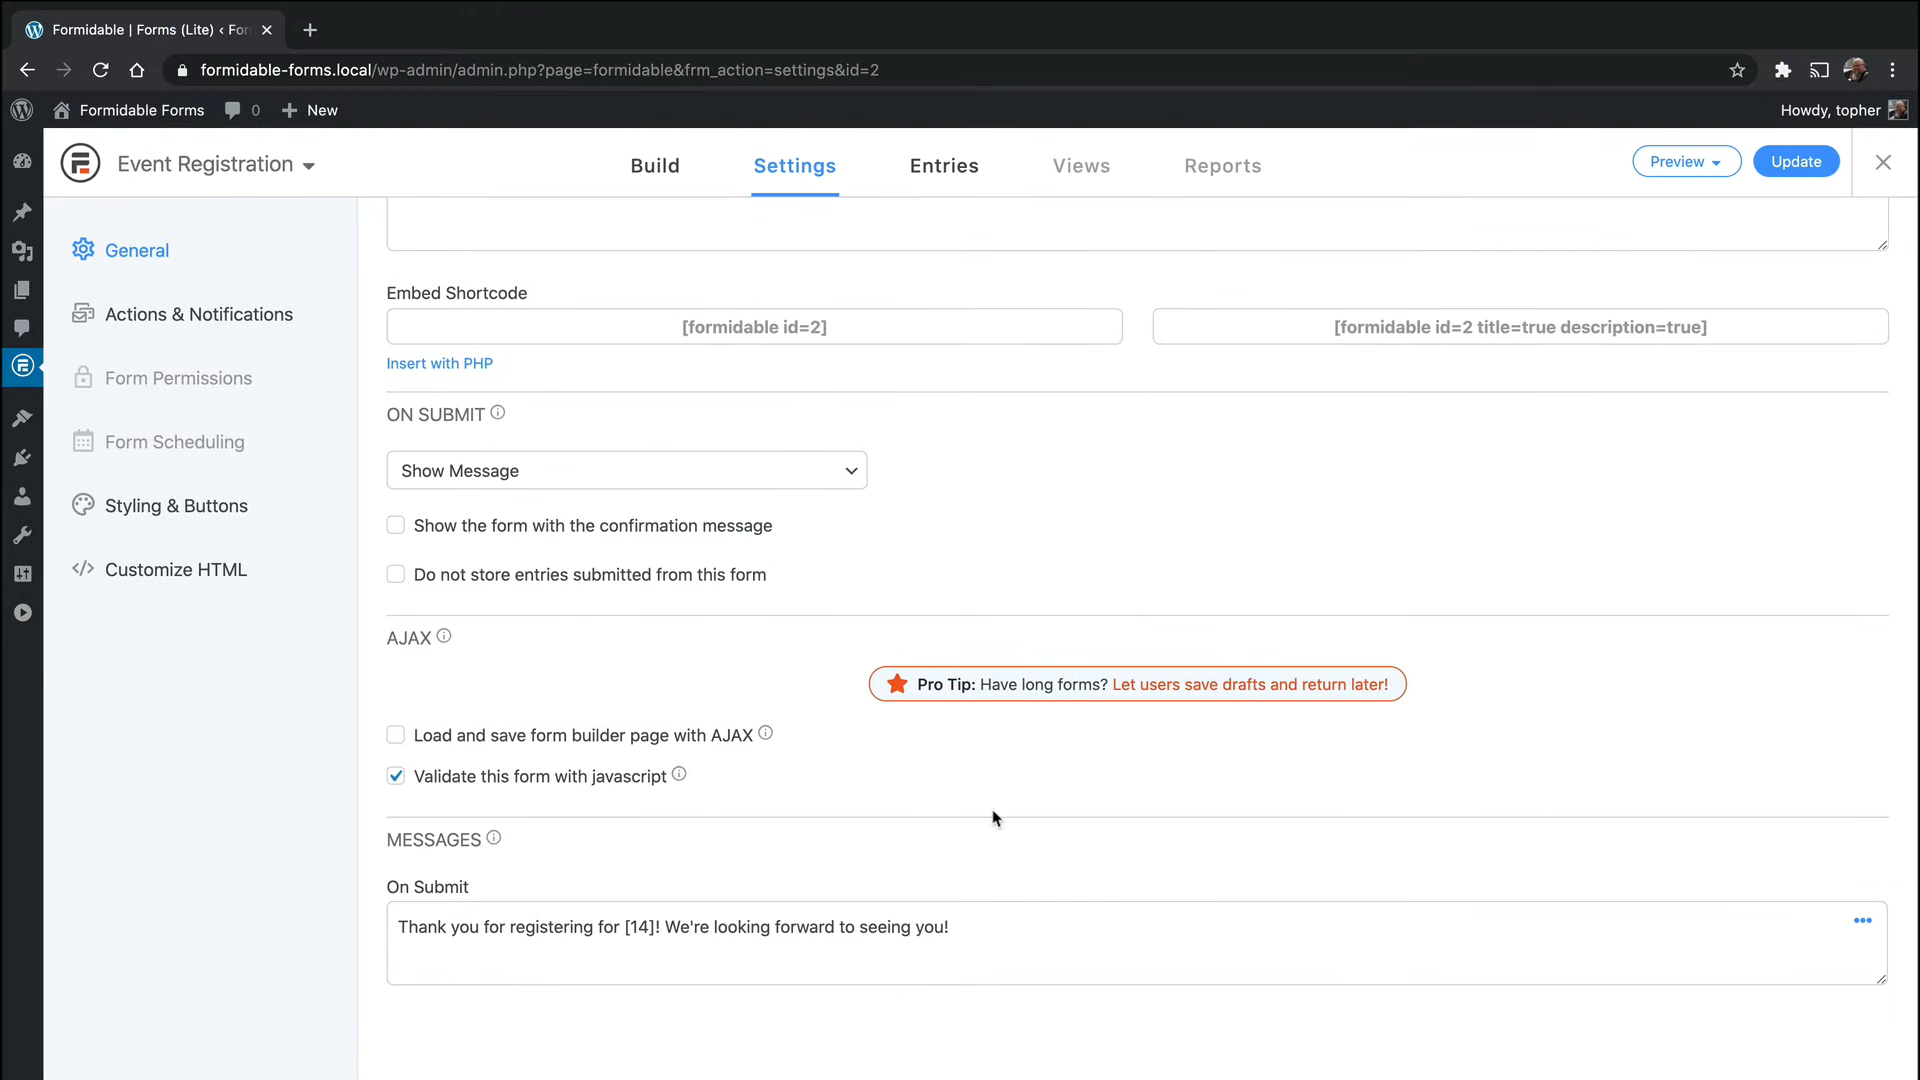 Formidable | Forms (Lite) ‹ For
formidable-forms.local/wp-admin/admin.php?page=formidable&frm_action=settings&id=2
Formidable Forms
0
New
Howdy, topher
Event Registration
Build
Settings
Entries
Views
Reports
Preview
Update
General
Actions & Notifications
Form Permissions
Form Scheduling
Styling & Buttons
Customize HTML
Embed Shortcode
[formidable id=2]
[formidable id=2 title=true description=true]
Insert with PHP
ON SUBMIT
Show Message
Show the form with the confirmation message
Do not store entries submitted from this form
AJAX
Pro Tip: Have long forms? Let users save drafts and return later!
Load and save form builder page with AJAX
Validate this form with javascript
MESSAGES
On Submit
Thank you for registering for [14]! We're looking forward to seeing you!